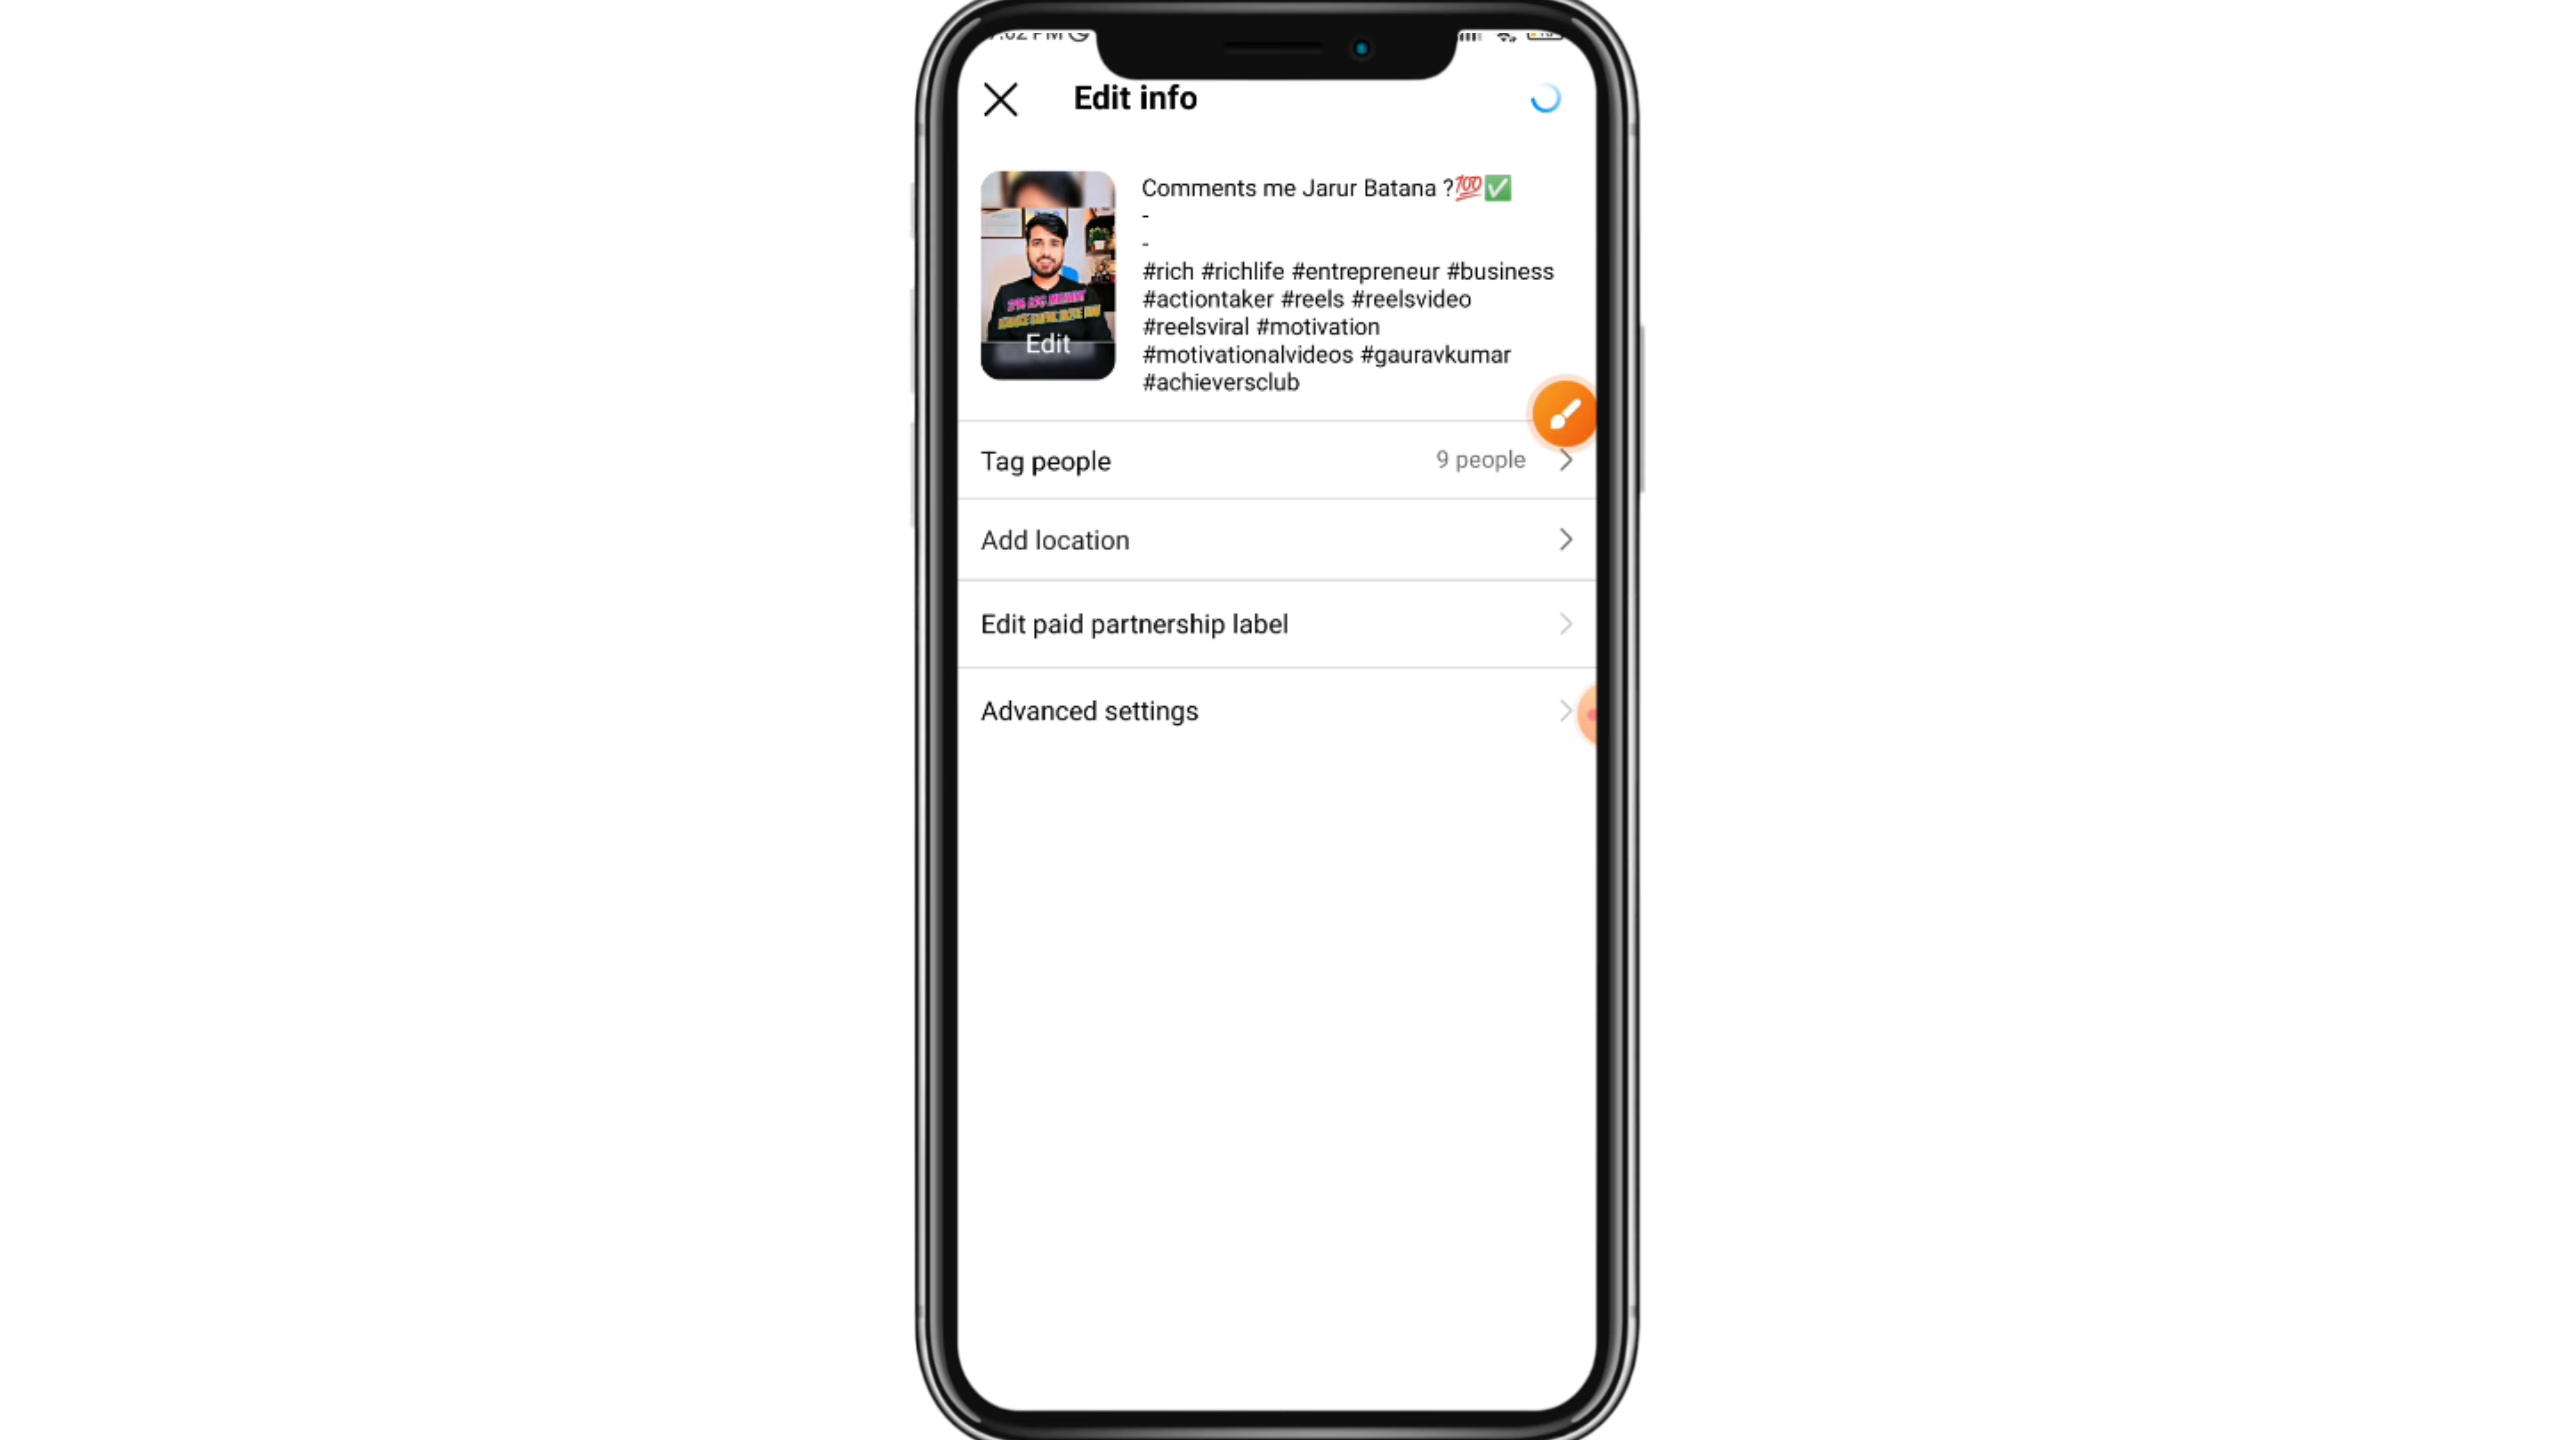 Edit info
Comments me Jarur Batana ?💯✅
-
-
#rich #richlife #entrepreneur #business
#actiontaker #reels #reelsvideo
#reelsviral #motivation
#motivationalvideos #gauravkumar
#achieversclub
Edit
Tag people 9 people
Add location
Edit paid partnership label
Advanced settings